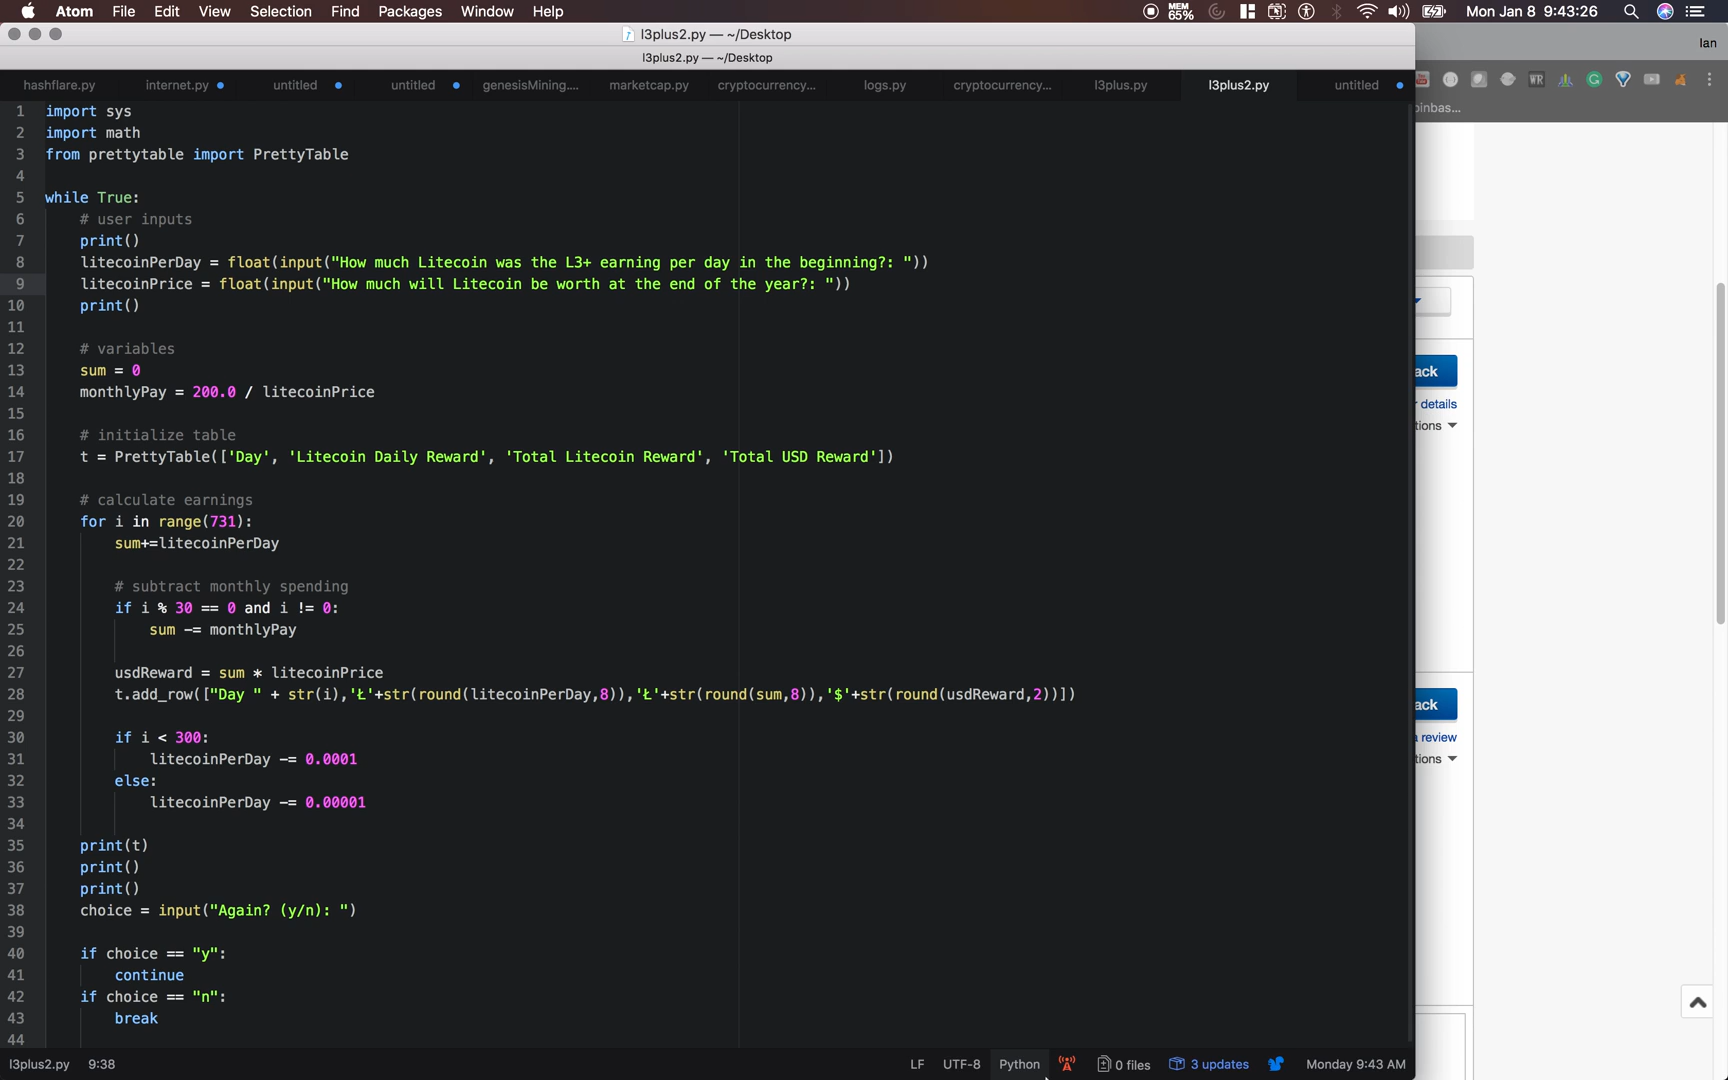 Atom File Edit View Selection Find Packages Window Help MEM 65% Mon Jan 8 9:43:26
l3plus2.py — ~/Desktop
l3plus2.py — ~/Desktop
Ian
hashflare.py internet.py untitled untitled genesisMining.... marketcap.py cryptocurrency... logs.py cryptocurrency... l3plus.py l3plus2.py untitled
WR
inbas...
1 import sys
2 import math
3 from prettytable import PrettyTable
4
5 while True:
6 # user inputs
7 print()
8 litecoinPerDay = float(input("How much Litecoin was the L3+ earning per day in the beginning?: "))
9 litecoinPrice = float(input("How much will Litecoin be worth at the end of the year?: "))
10 print()
11
12 # variables
13 sum = 0
14 monthlyPay = 200.0 / litecoinPrice
15
16 # initialize table
17 t = PrettyTable(['Day', 'Litecoin Daily Reward', 'Total Litecoin Reward', 'Total USD Reward'])
18
19 # calculate earnings
20 for i in range(731):
21 sum+=litecoinPerDay
22
23 # subtract monthly spending
24 if i % 30 == 0 and i != 0:
25 sum -= monthlyPay
26
27 usdReward = sum * litecoinPrice
28 t.add_row(["Day " + str(i),'Ł'+str(round(litecoinPerDay,8)),'Ł'+str(round(sum,8)),'$'+str(round(usdReward,2))])
29
30 if i < 300:
31 litecoinPerDay -= 0.0001
32 else:
33 litecoinPerDay -= 0.00001
34
35 print(t)
36 print()
37 print()
38 choice = input("Again? (y/n): ")
39
40 if choice == "y":
41 continue
42 if choice == "n":
43 break
44
ack
details
tions
ack
review
tions
l3plus2.py 9:38 LF UTF-8 Python 0 files 3 updates Monday 9:43 AM